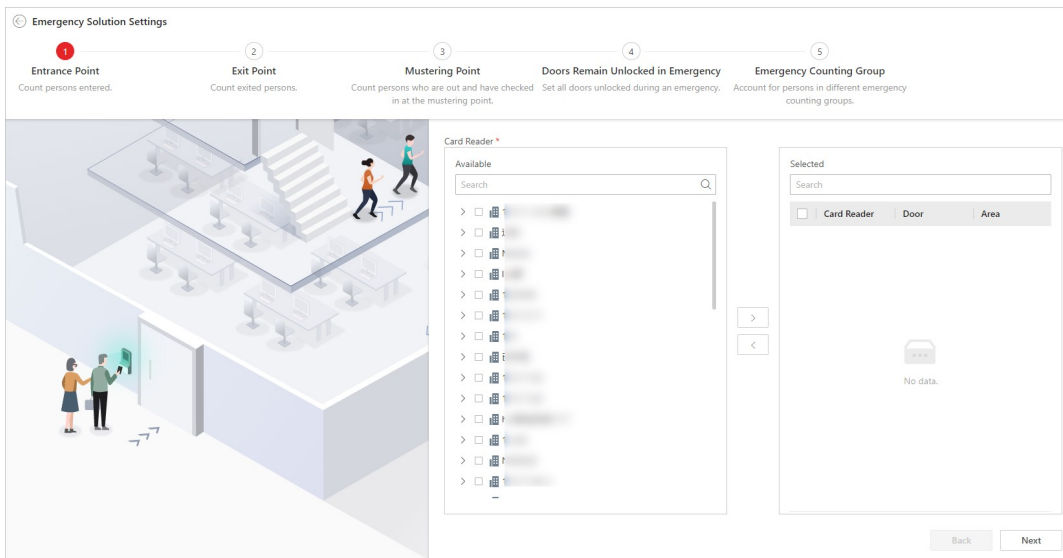 Emergency Solution Settings
1 2 3 4 5
Entrance Point Exit Point Mustering Point Doors Remain Unlocked in Emergency Emergency Counting Group
Count persons entered. Count exited persons. Count persons who are out and have checked Set all doors unlocked during an emergency. Account for persons in different emergency
in at the mustering point. counting groups.
Card Reader *
Available Selected
Search Search
Card Reader Door Area
No data.
Back Next